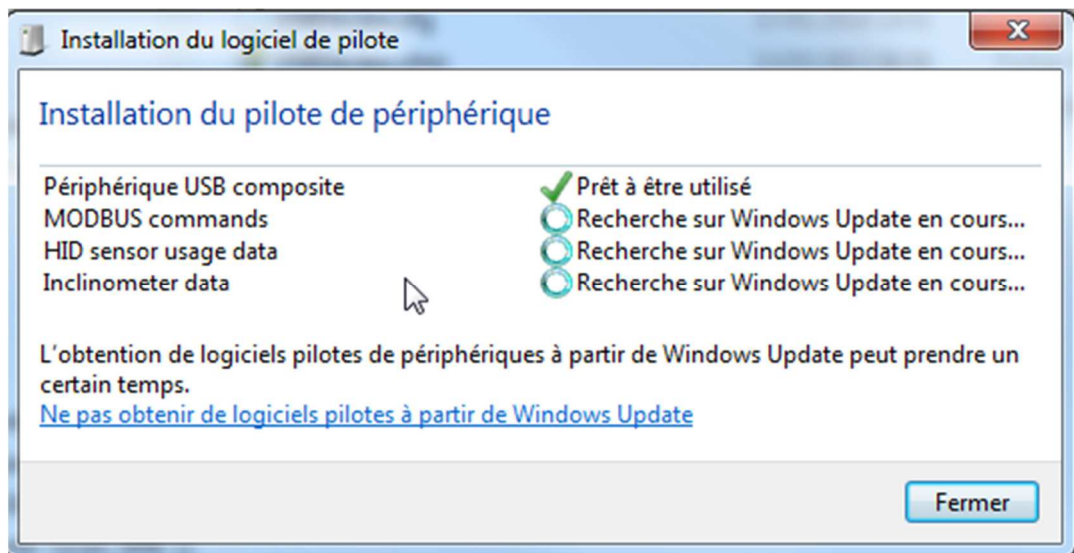 Installation du logiciel de pilote
Installation du pilote de périphérique
Périphérique USB composite Prêt à être utilisé
MODBUS commands Recherche sur Windows Update en cours...
HID sensor usage data Recherche sur Windows Update en cours...
Inclinometer data Recherche sur Windows Update en cours...
L'obtention de logiciels pilotes de périphériques à partir de Windows Update peut prendre un
certain temps.
Ne pas obtenir de logiciels pilotes à partir de Windows Update
Fermer